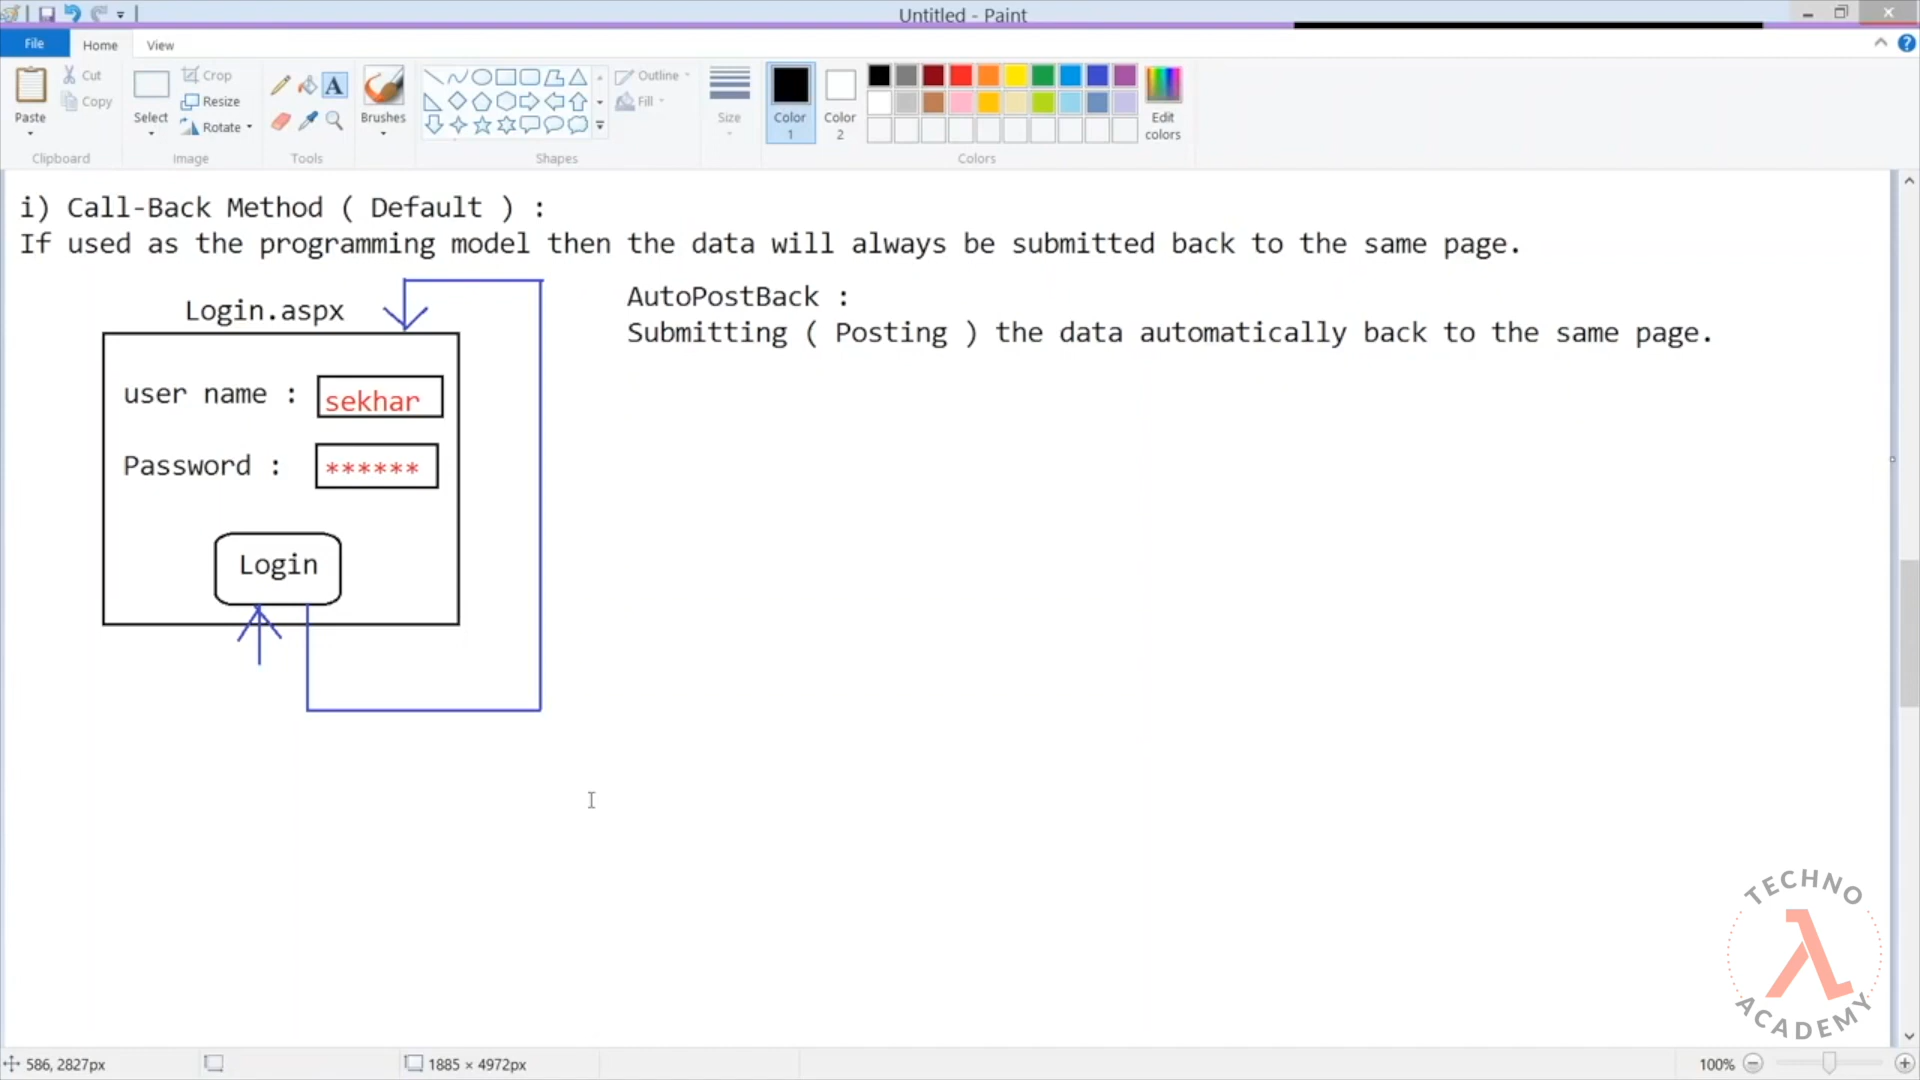 Untitled - Paint
File
Home
View
Paste
Cut
Copy
Clipboard
Select
Crop
Resize
Rotate
Image
A
Tools
Brushes
Outline
Fill
Shapes
Size
Color
1
Color
2
Edit
colors
Colors
i) Call-Back Method ( Default ) :
If used as the programming model then the data will always be submitted back to the same page.
Login.aspx
user name : sekhar
Password : ******
Login
AutoPostBack :
Submitting ( Posting ) the data automatically back to the same page.
TECHNO
ACADEMY
586, 2827px
1885 × 4972px
100%